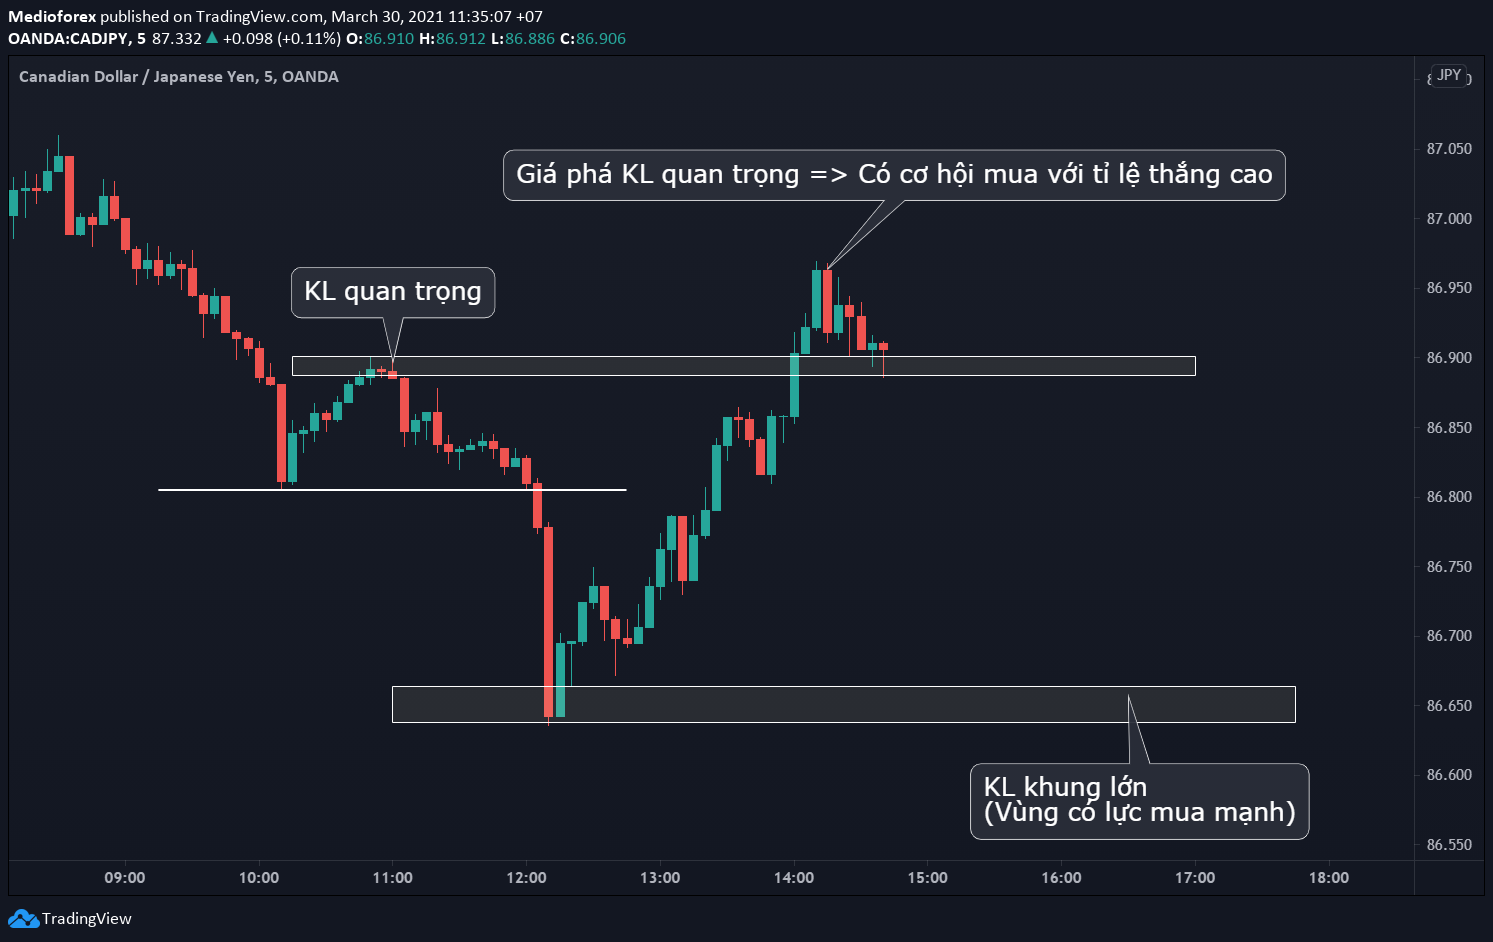 Medioforex published on TradingView.com, March 30, 2021 11:35:07 +07
OANDA:CADJPY, 5 87.332 ▲ +0.098 (+0.11%) O:86.910 H:86.912 L:86.886 C:86.906
Canadian Dollar / Japanese Yen, 5, OANDA
JPY
87.050
Giá phá KL quan trọng => Có cơ hội mua với tỉ lệ thắng cao
87.000
86.950
KL quan trọng
86.900
86.850
86.800
86.750
86.700
86.650
86.600
KL khung lớn
(Vùng có lực mua mạnh)
86.550
09:00 10:00 11:00 12:00 13:00 14:00 15:00 16:00 17:00 18:00
TradingView